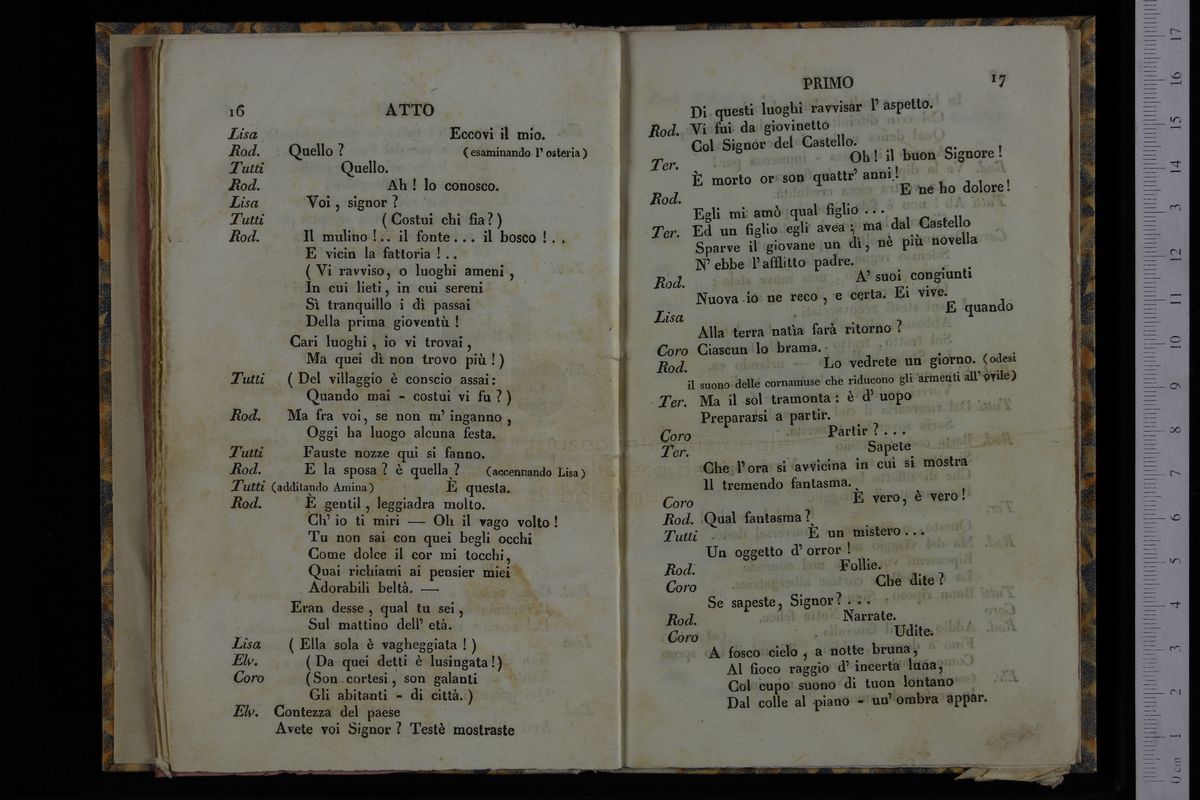 16 ATTO
Lisa Eccovi il mio.
Rod. Quello ? (esaminando l' osteria)
Tutti Quello.
Rod. Ah ! lo conosco.
Lisa Voi, signor ?
Tutti (Costui chi fia ?)
Rod. Il mulino !.. il fonte... il bosco !..
E vicin la fattoria !..
(Vi ravviso, o luoghi ameni,
In cui lieti, in cui sereni
Sì tranquillo i dì passai
Della prima gioventù !
Cari luoghi, io vi trovai,
Ma quei dì non trovo più !)
Tutti (Del villaggio è conscio assai:
Quando mai - costui vi fu ?)
Rod. Ma fra voi, se non m' inganno,
Oggi ha luogo alcuna festa.
Tutti Fauste nozze qui si fanno.
Rod. E la sposa ? è quella ? (accennando Lisa)
Tutti (additando Amina) È questa.
Rod. È gentil, leggiadra molto.
Ch' io ti miri — Oh il vago volto !
Tu non sai con quei begli occhi
Come dolce il cor mi tocchi,
Quai richiami ai pensier miei
Adorabili beltà. —
Eran desse, qual tu sei,
Sul mattino dell' età.
Lisa (Ella sola è vagheggiata !)
Elv. (Da quei detti è lusingata!)
Coro (Son cortesi, son galanti
Gli abitanti - di città.)
Elv. Contezza del paese
Avete voi Signor ? Testè mostraste
PRIMO 17
Di questi luoghi ravvisar l' aspetto.
Rod. Vi fui da giovinetto
Col Signor del Castello.
Ter. Oh ! il buon Signore !
È morto or son quattr' anni !
Rod. E ne ho dolore!
Egli mi amò qual figlio ...
Ter. Ed un figlio egli avea ; ma dal Castello
Sparve il giovane un dì, nè più novella
N' ebbe l' afflitto padre.
Rod. A' suoi congiunti
Nuova io ne reco, e certa. Ei vive.
Lisa E quando
Alla terra natìa farà ritorno ?
Coro Ciascun lo brama.
Rod. Lo vedrete un giorno. (odesi
il suono delle cornamuse che riducono gli armenti all' ovile)
Ter. Ma il sol tramonta : è d' uopo
Prepararsi a partir.
Coro Partir ?...
Ter. Sapete
Che l' ora si avvicina in cui si mostra
Il tremendo fantasma.
Coro È vero, è vero !
Rod. Qual fantasma ?
Tutti È un mistero...
Un oggetto d' orror !
Rod. Follie.
Coro Che dite ?
Se sapeste, Signor ?...
Rod. Narrate.
Coro Udite.
A fosco cielo, a notte bruna,
Al fioco raggio d' incerta luna,
Col cupo suono di tuon lontano
Dal colle al piano - un' ombra appar.